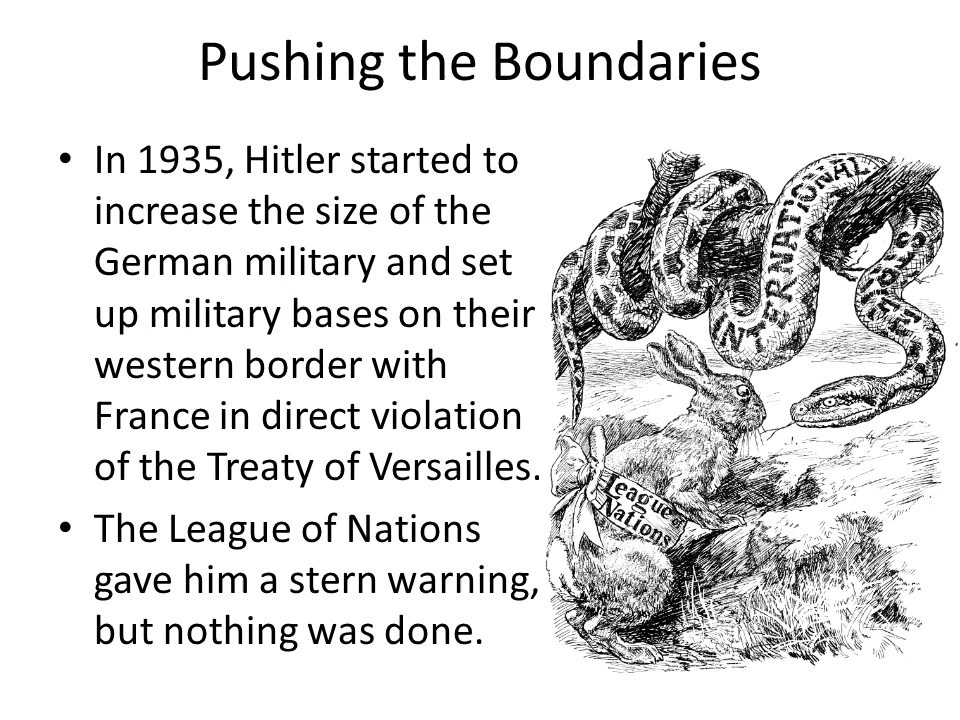 Pushing the Boundaries
• In 1935, Hitler started to
increase the size of the
German military and set
up military bases on their
western border with
France in direct violation
of the Treaty of Versailles.
• The League of Nations
gave him a stern warning,
but nothing was done.
INTERNATIONAL
League of
Nations